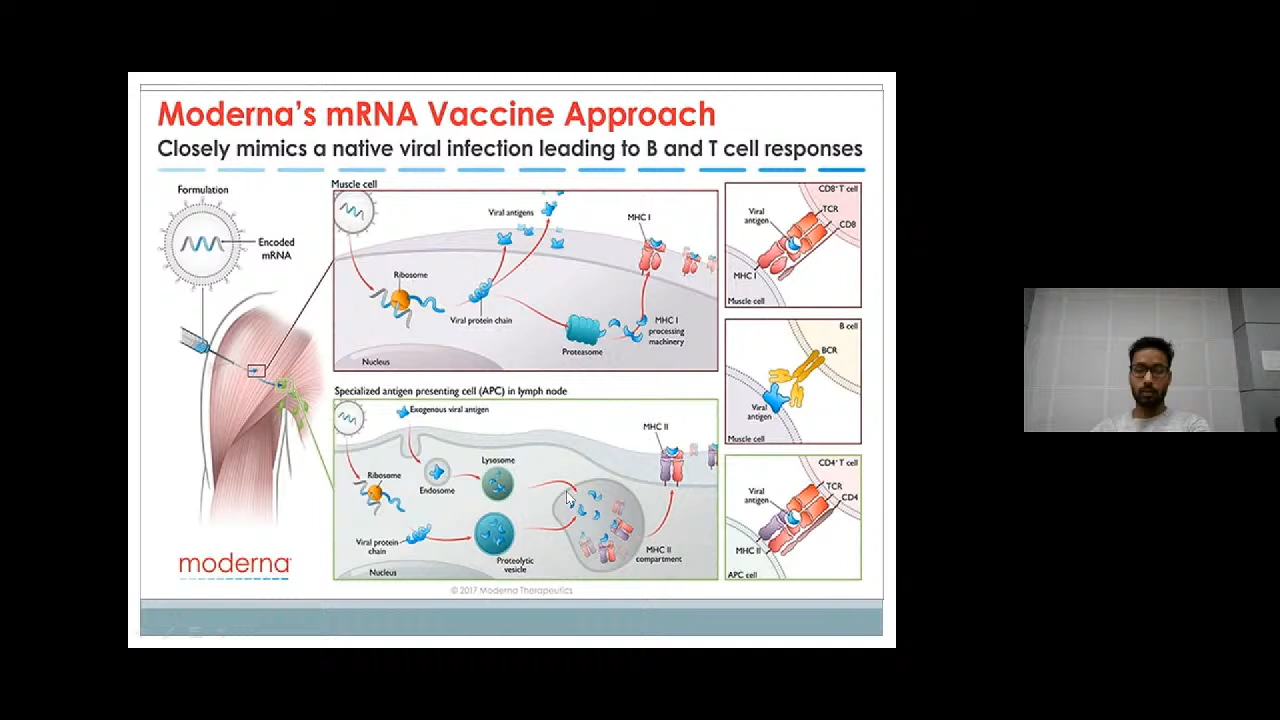 Moderna's mRNA Vaccine Approach
Closely mimics a native viral infection leading to B and T cell responses
Formulation
Encoded
mRNA
moderna
Muscle cell
Viral antigens
MHC I
Ribosome
Viral protein chain
Proteasome
MHC I
processing
machinery
Nucleus
Specialized antigen presenting cell (APC) in lymph node
Exogenous viral antigen
MHC II
Lysosome
Ribosome
Endosome
Viral protein
chain
Proteolytic
vesicle
MHC II
compartment
Nucleus
CD8+ T cell
TCR
Viral
antigen
CD8
MHC I
Muscle cell
B cell
BCR
Viral
antigen
Muscle cell
CD4+ T cell
TCR
Viral
antigen
CD4
MHC II
APC cell
© 2017 Moderna Therapeutics